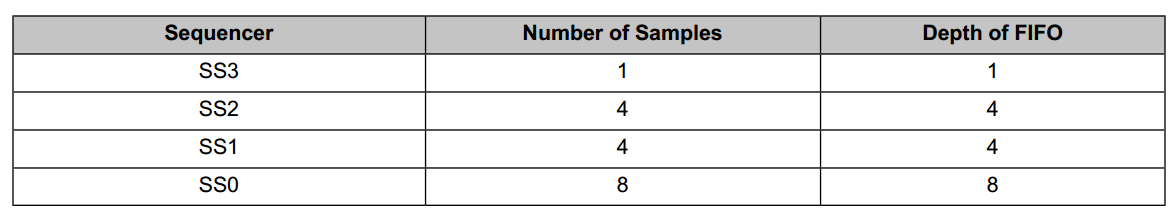 Sequencer Number of Samples Depth of FIFO
SS3 1 1
SS2 4 4
SS1 4 4
SS0 8 8